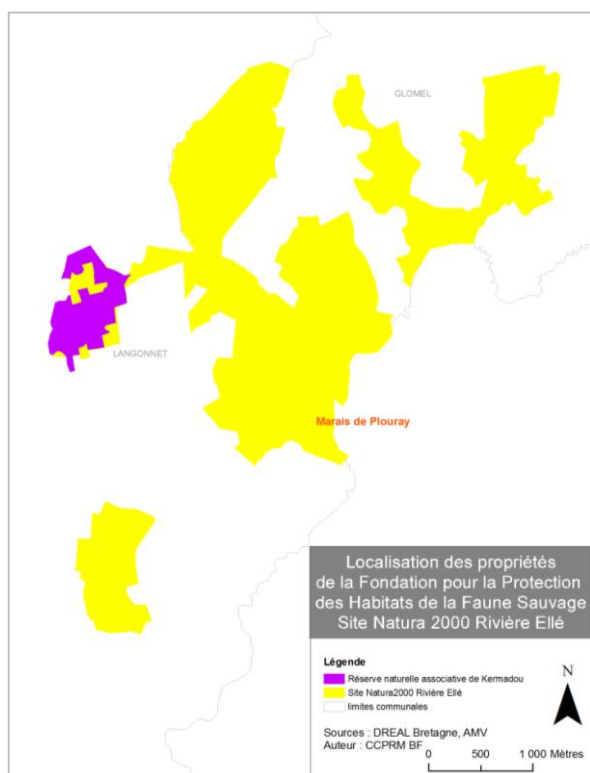 GLOMEL
LANGONNET
Marais de Plouray
Localisation des propriétés
de la Fondation pour la Protection
des Habitats de la Faune Sauvage
Site Natura 2000 Rivière Ellé
Légende
Réserve naturelle associative de Kermadou
Site Natura2000 Rivière Ellé
limites communales
N
Sources : DREAL Bretagne, AMV
Auteur : CCPRM BF
0 500 1 000 Mètres